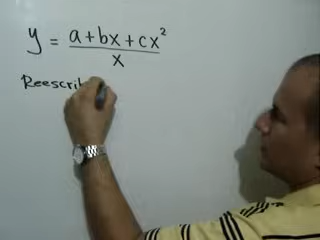 y = a+bx+cx² / x
Reescrib